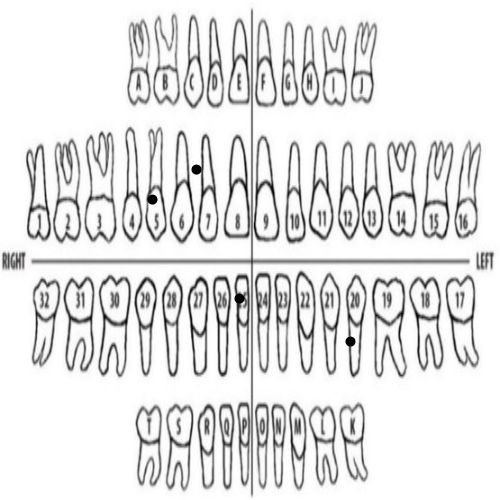 A B C D E F G H I J
1 2 3 4 5 6 7 8 9 10 11 12 13 14 15 16
RIGHT LEFT
32 31 30 29 28 27 26 25 24 23 22 21 20 19 18 17
T S R Q P O N M L K